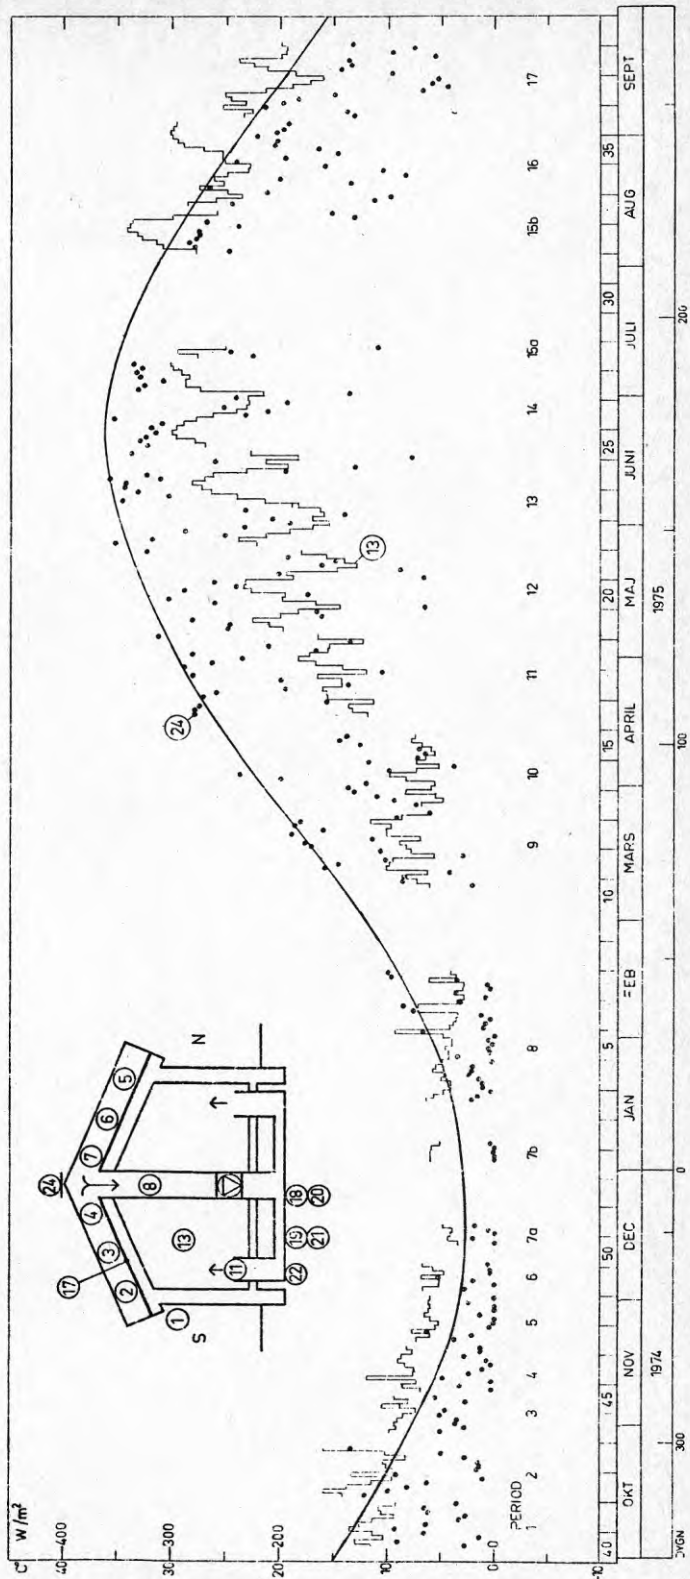 C° W/m²
40 400
30 300
20 200
10 100
0 0
-10
24
13
24
17 2 3 4 7 6 5
1 8
13
11
S N
22 19 18
21 20
PERIOD
1 2 3 4 5 6 7a 7b 8 9 10 11 12 13 14 15a 15b 16 17
40 45 50 5 10 15 20 25 30 35
OKT NOV DEC JAN FEB MARS APRIL MAJ JUNI JULI AUG SEPT
1974 1975
DYGN 300 0 100 200